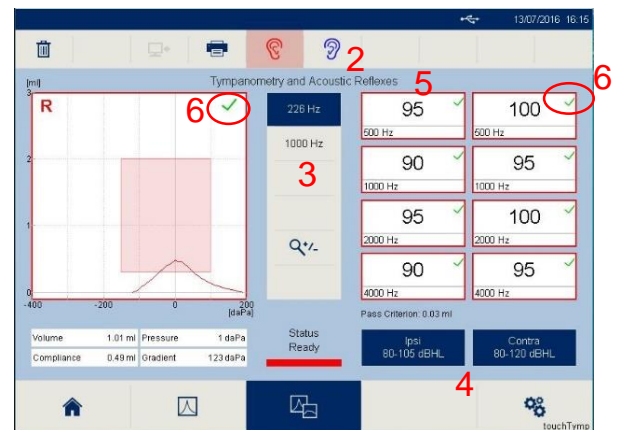 13/07/2016 16:15
2
6
Tympanometry and Acoustic Reflexes
5
[ml]
3
R
6
226 Hz
95
100
500 Hz
500 Hz
1000 Hz
90
95
3
1000 Hz
1000 Hz
2
95
100
1
+/-
2000 Hz
2000 Hz
90
95
0
4000 Hz
4000 Hz
-400
-200
0
200
[daPa]
Pass Criterion: 0.03 ml
Volume 1.01 ml Pressure 1 daPa
Compliance 0.49 ml Gradient 123 daPa
Status
Ready
Ipsi
80-105 dBHL
Contra
80-120 dBHL
4
touchTymp